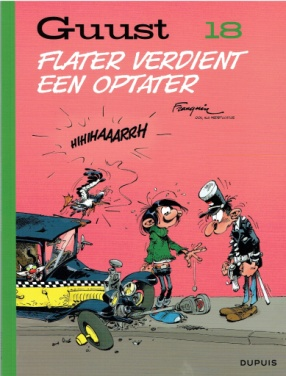 Guust 18
FLATER VERDIENT
EEN OPTATER
Franquin
HIHIHAAARRH
DUPUIS